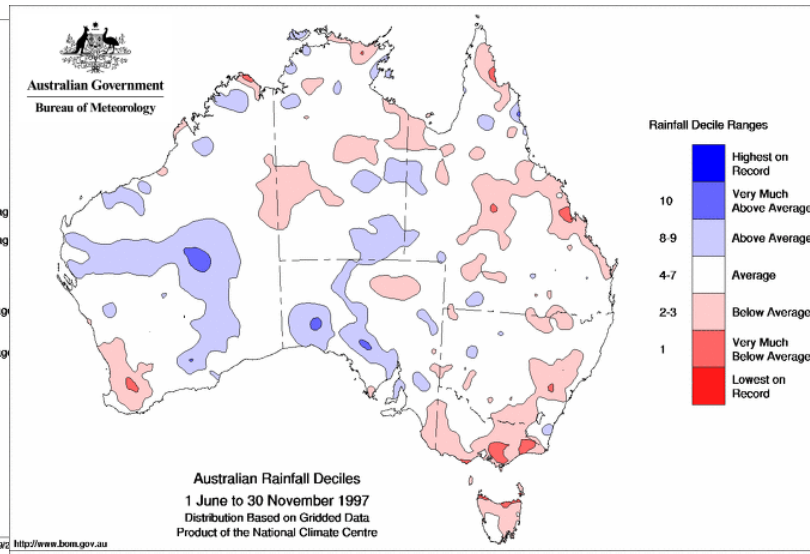 Australian Government
Bureau of Meteorology
Rainfall Decile Ranges
Highest on
Record
10
Very Much
Above Average
8-9
Above Average
4-7
Average
2-3
Below Average
1
Very Much
Below Average
Lowest on
Record
Australian Rainfall Deciles
1 June to 30 November 1997
Distribution Based on Gridded Data
Product of the National Climate Centre
http://www.bom.gov.au